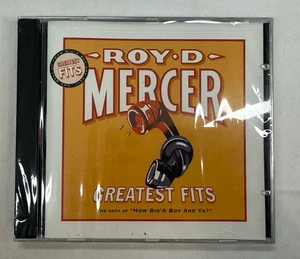 ROY·D
MERCER
GREATEST
FITS
GREATEST FITS
THE BEST OF "HOW BIG'A BOY ARE YA?"